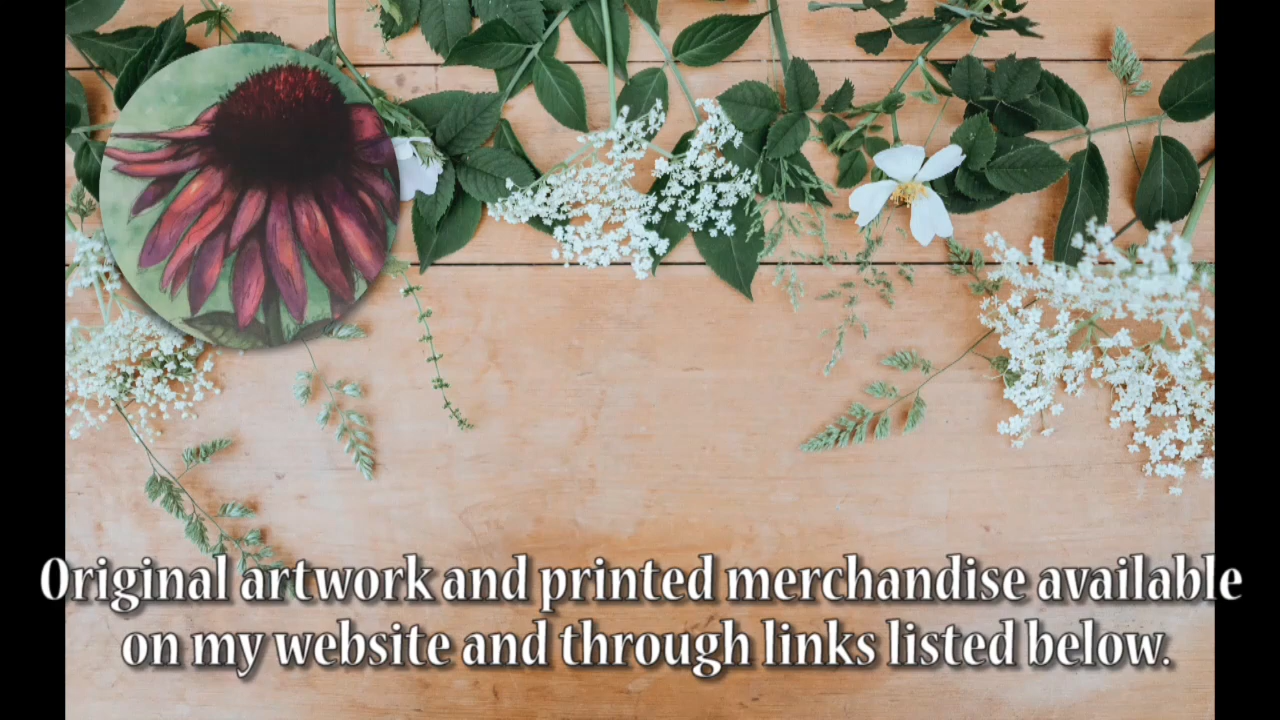 Original artwork and printed merchandise available
on my website and through links listed below.